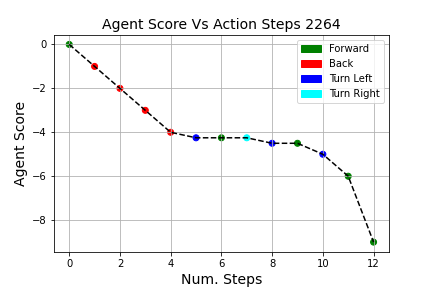 Agent Score Vs Action Steps 2264
Agent Score
0
−2
−4
−6
−8
Forward
Back
Turn Left
Turn Right
0 2 4 6 8 10 12
Num. Steps